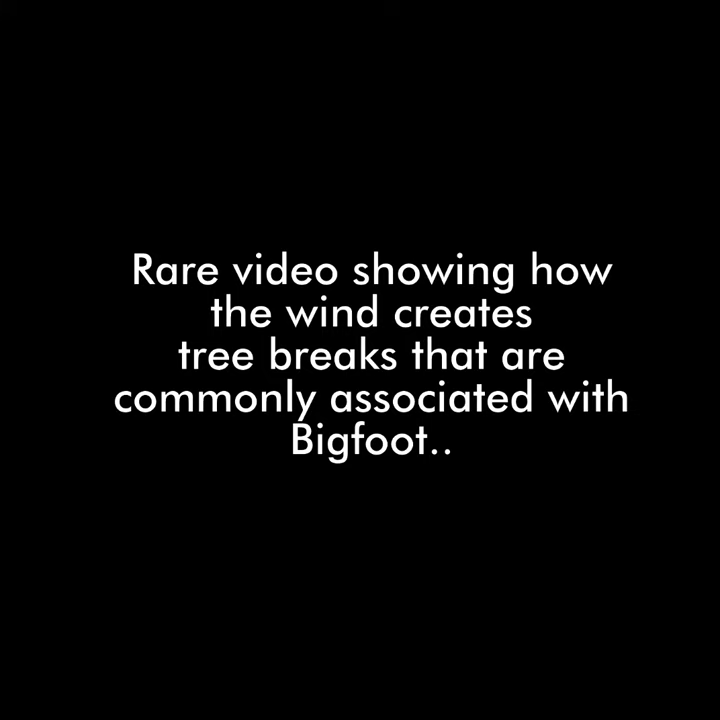 Rare video showing how
the wind creates
tree breaks that are
commonly associated with
Bigfoot..